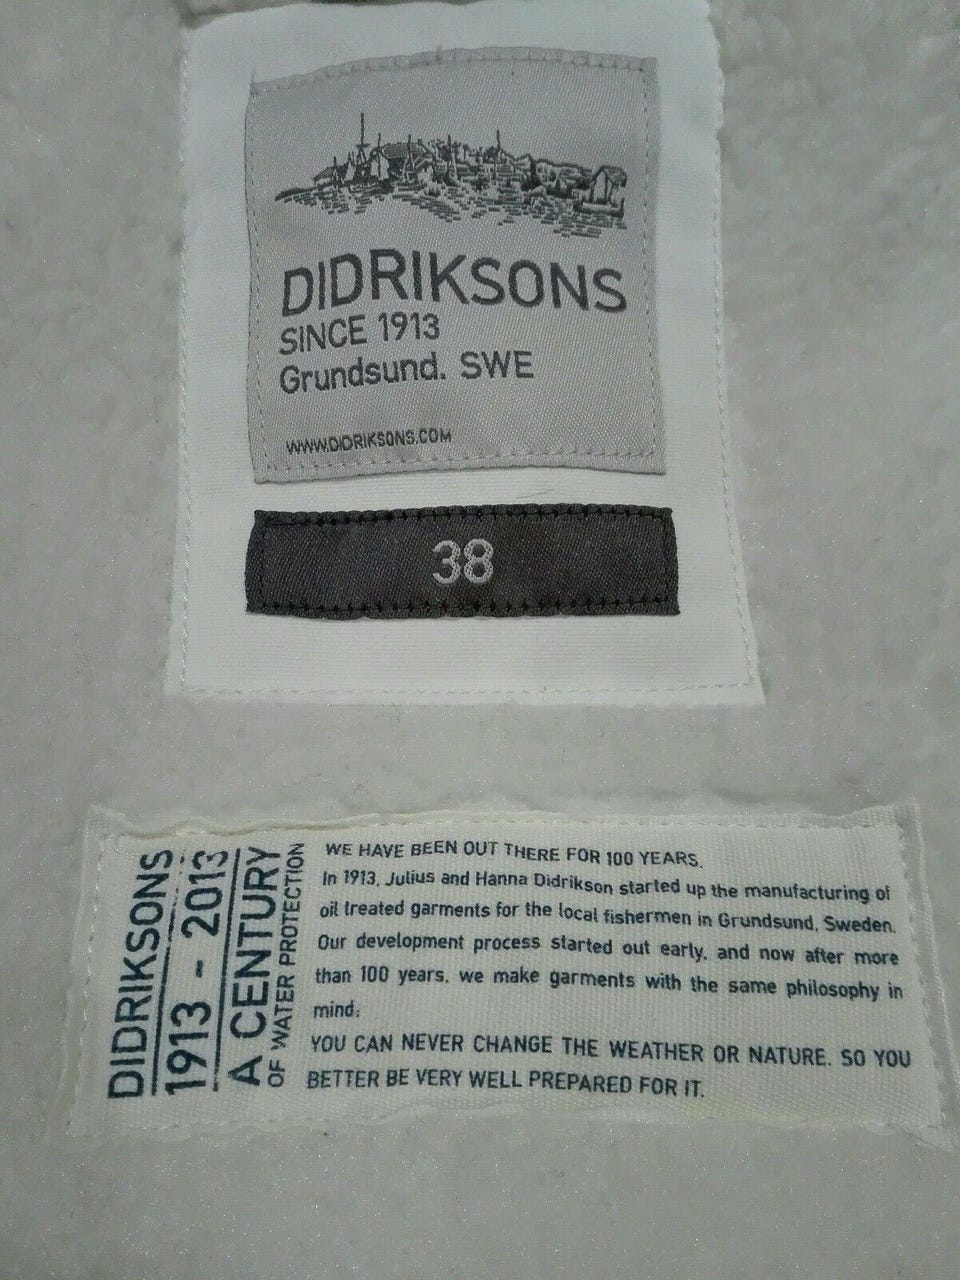 DIDRIKSONS
SINCE 1913
Grundsund. SWE
WWW.DIDRIKSONS.COM
38
DIDRIKSONS
1913 - 2013
A CENTURY
OF WATER PROTECTION
WE HAVE BEEN OUT THERE FOR 100 YEARS.
In 1913, Julius and Hanna Didrikson started up the manufacturing of
oil treated garments for the local fishermen in Grundsund, Sweden.
Our development process started out early, and now after more
than 100 years, we make garments with the same philosophy in
mind:
YOU CAN NEVER CHANGE THE WEATHER OR NATURE. SO YOU
BETTER BE VERY WELL PREPARED FOR IT.